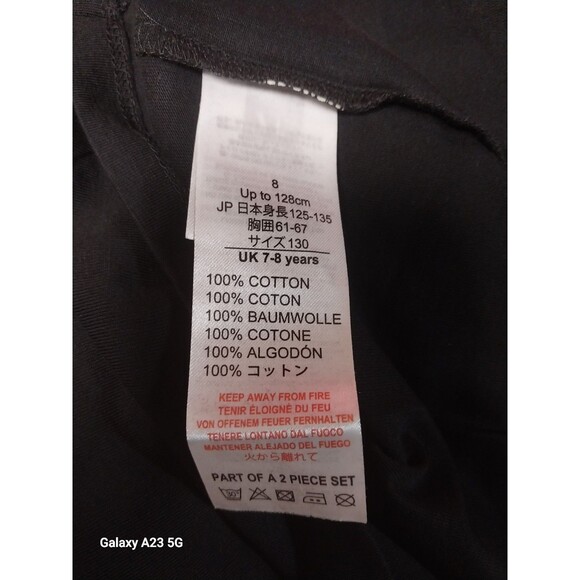 8
Up to 128cm
JP 日本身長125-135
胸囲61-67
サイズ130
UK 7-8 years
100% COTTON
100% COTON
100% BAUMWOLLE
100% COTONE
100% ALGODÓN
100% コットン
KEEP AWAY FROM FIRE
TENIR ÉLOIGNÉ DU FEU
VON OFFENEM FEUER FERNHALTEN
TENERE LONTANO DAL FUOCO
MANTENER ALEJADO DEL FUEGO
火から離れて
PART OF A 2 PIECE SET
Galaxy A23 5G